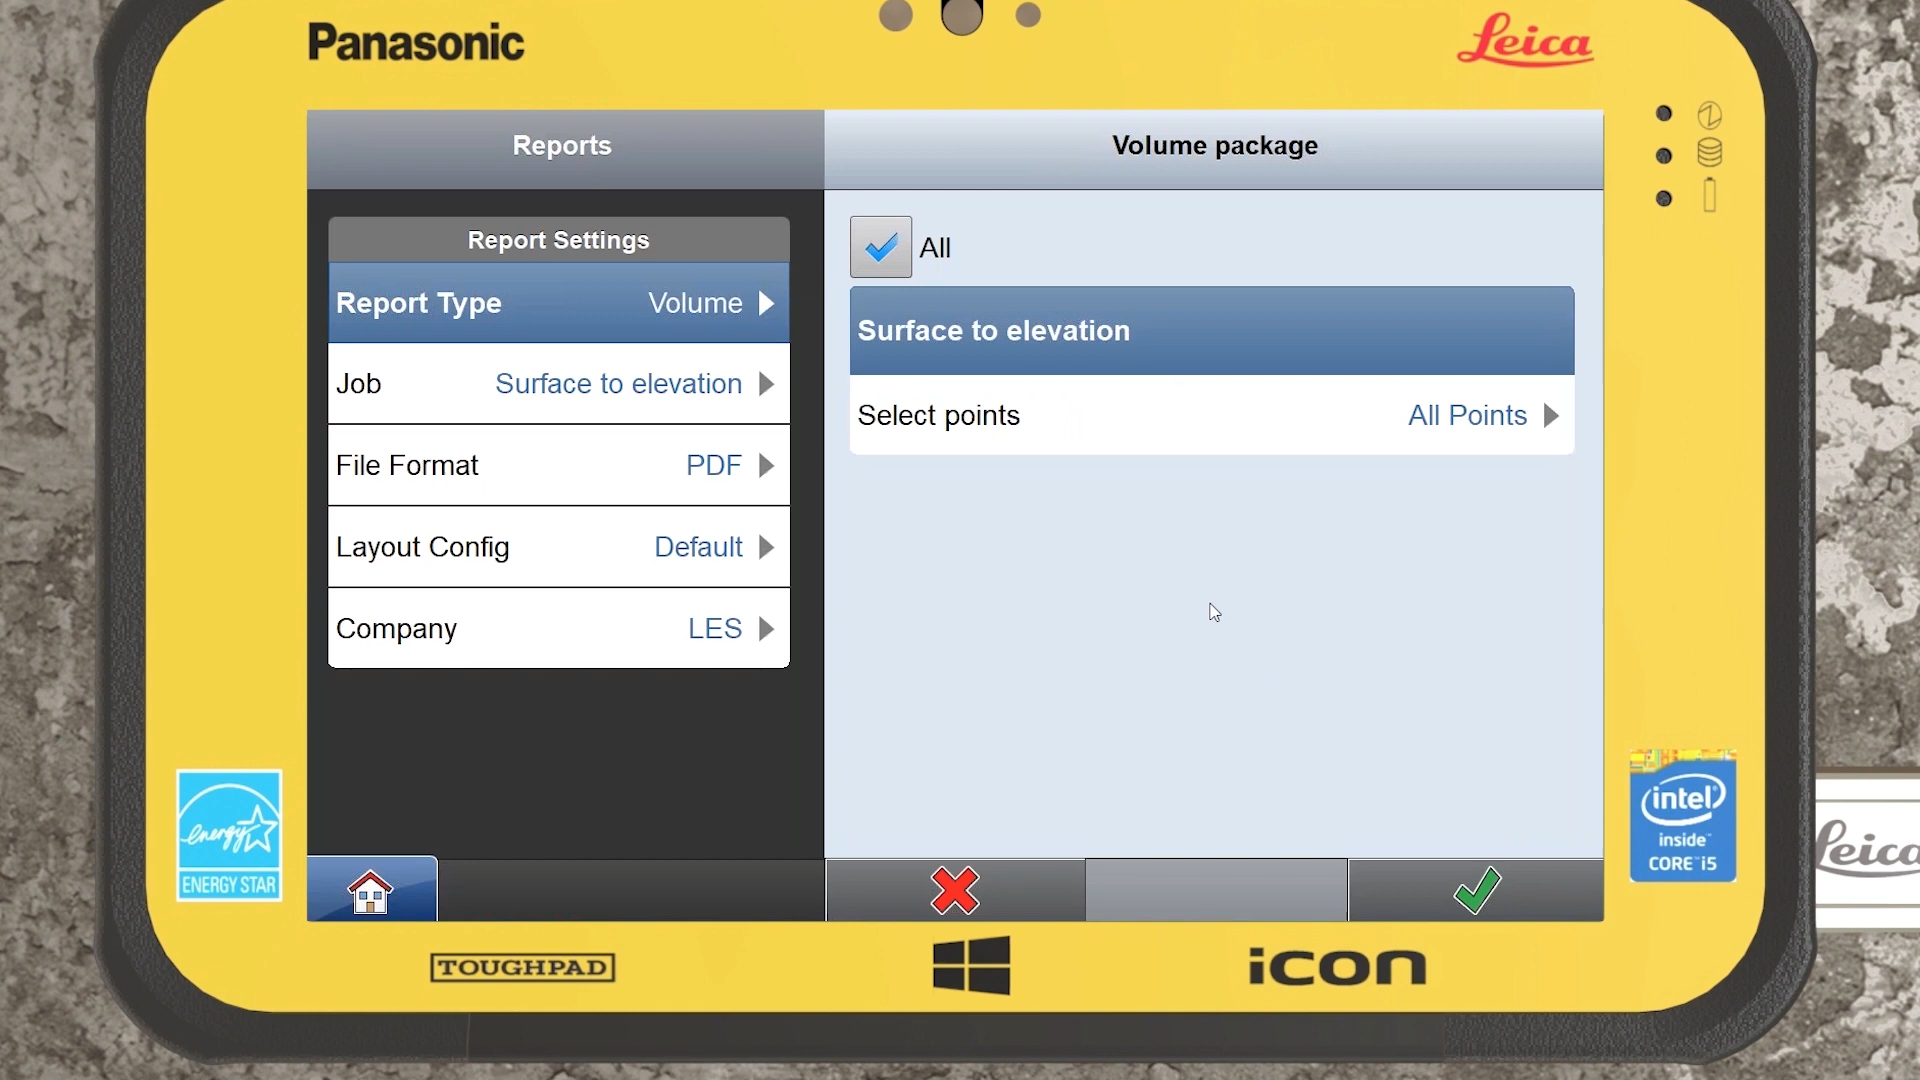 Panasonic
Leica
Reports
Volume package
Report Settings
All
Report Type Volume
Surface to elevation
Job Surface to elevation
Select points All Points
File Format PDF
Layout Config Default
Company LES
energy
ENERGY STAR
intel
inside™
CORE™ i5
Leica
TOUGHPAD
icon